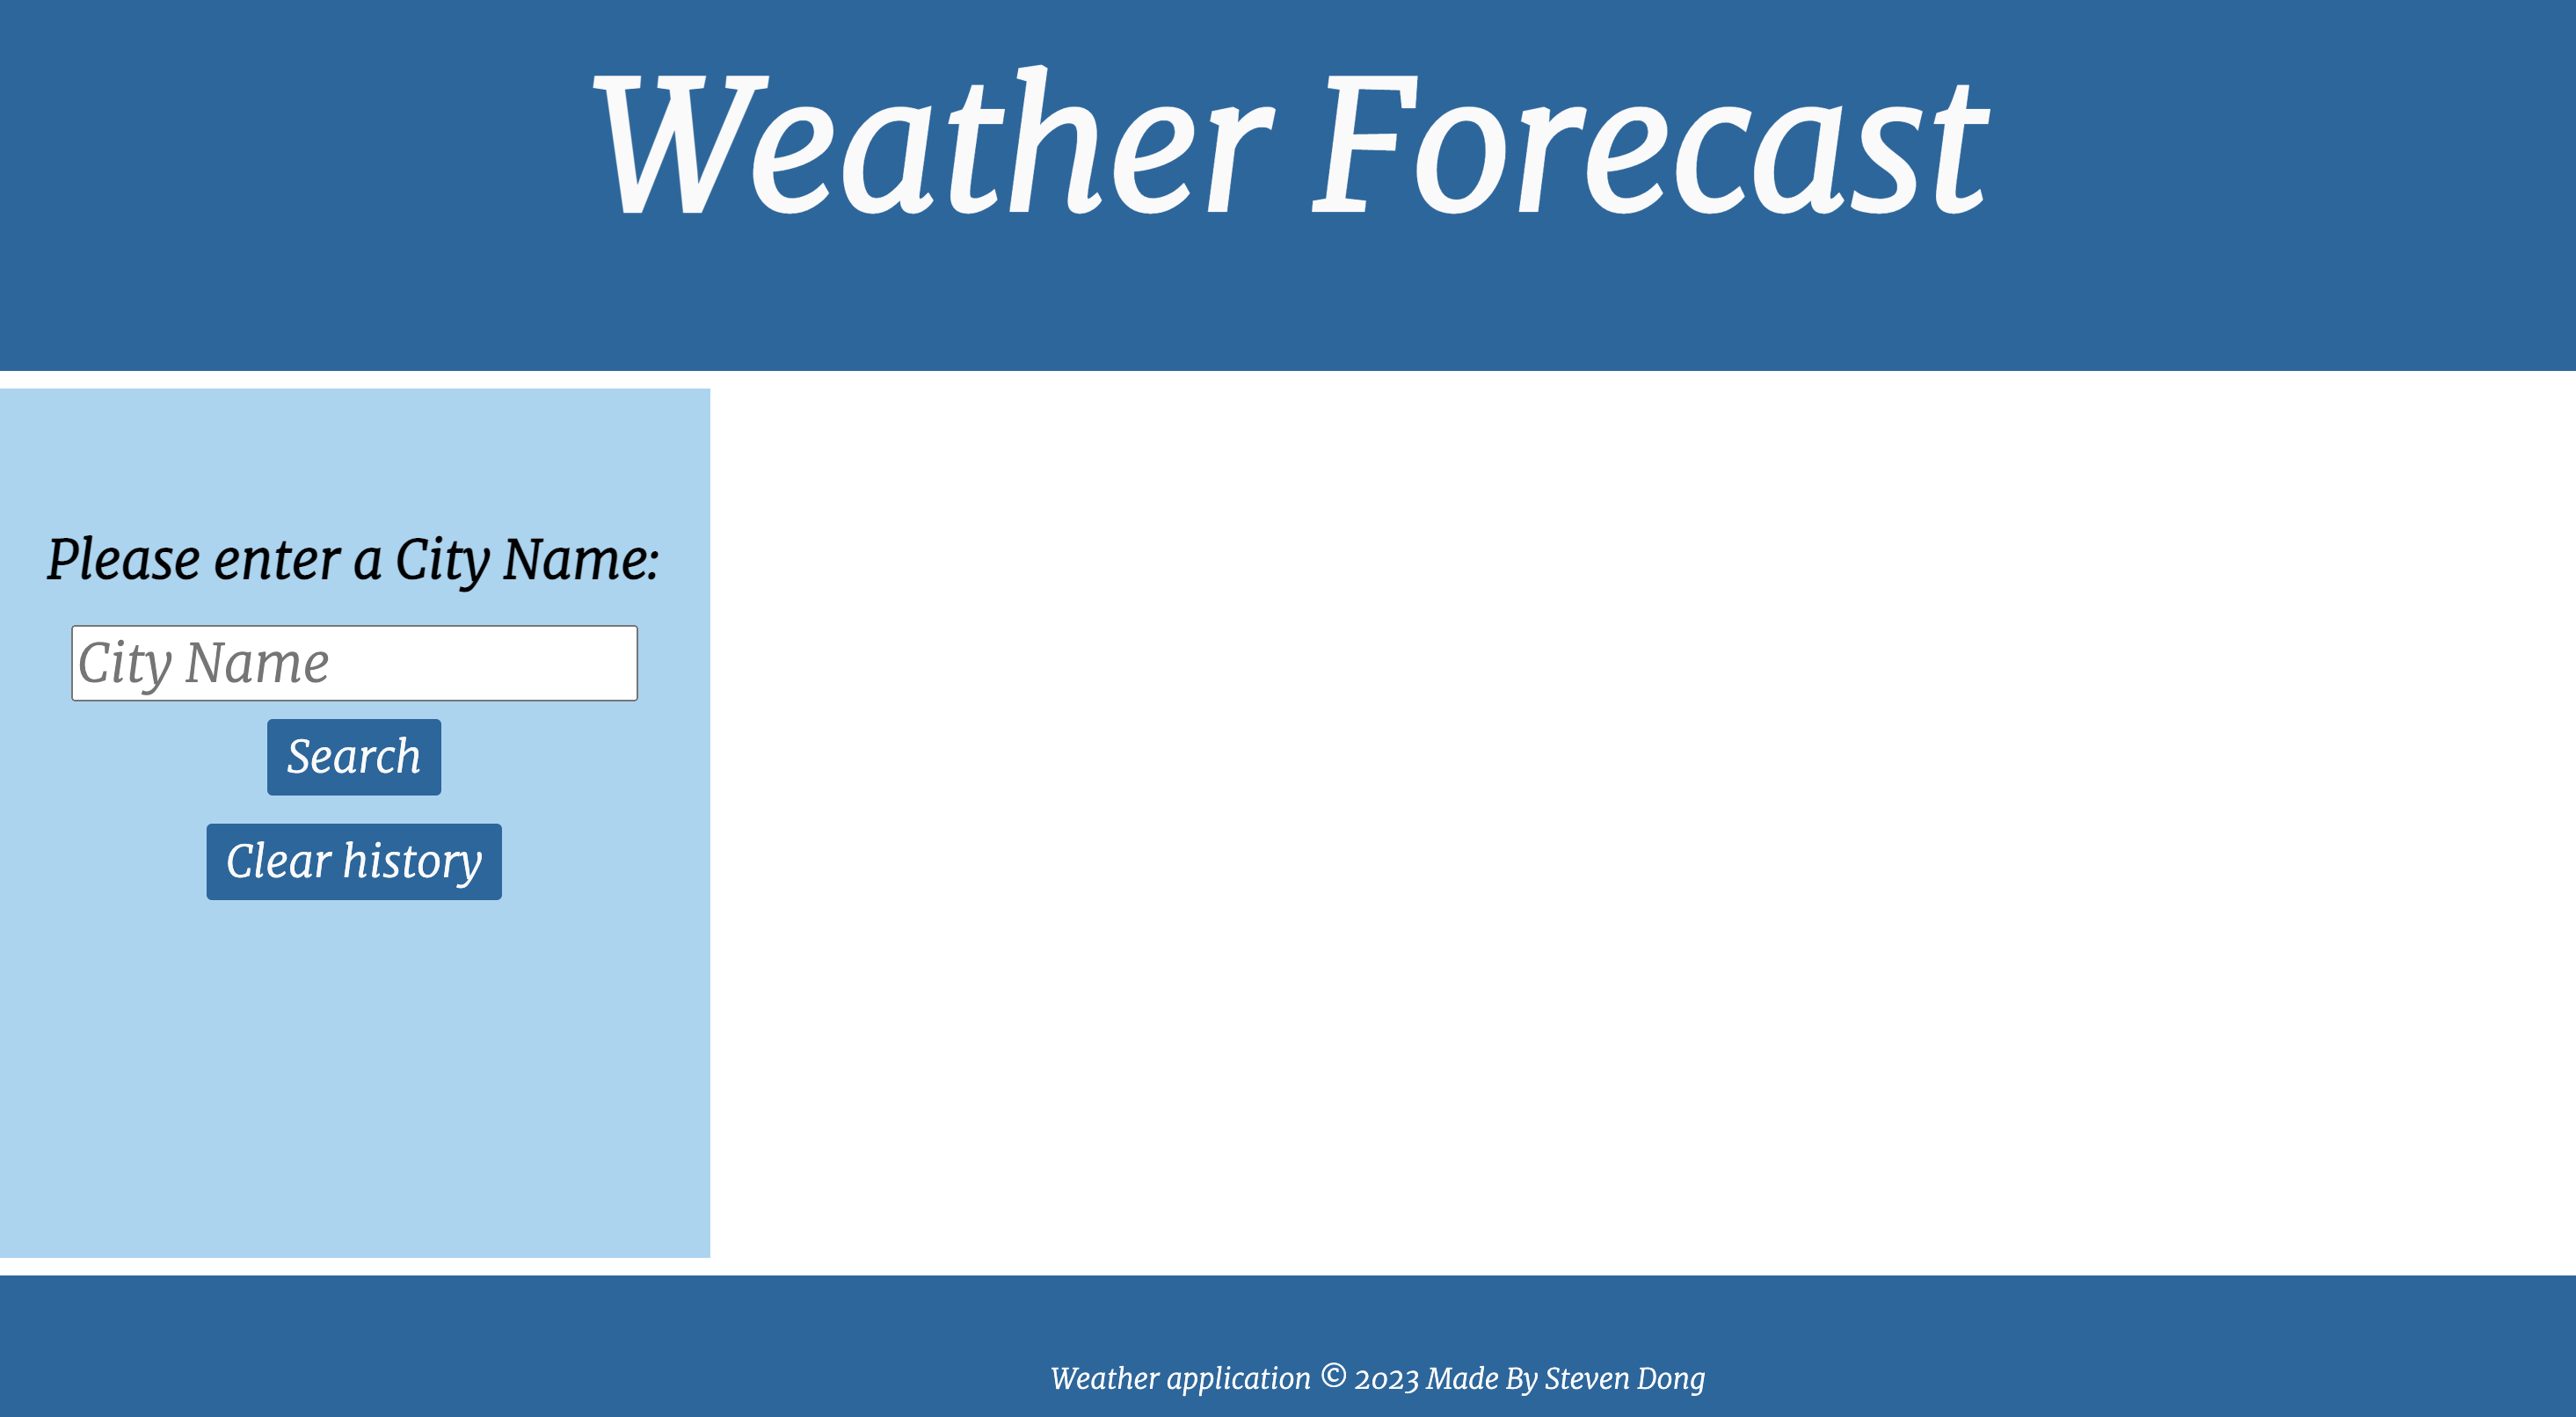 Weather Forecast
Please enter a City Name:
City Name
Search
Clear history
Weather application © 2023 Made By Steven Dong